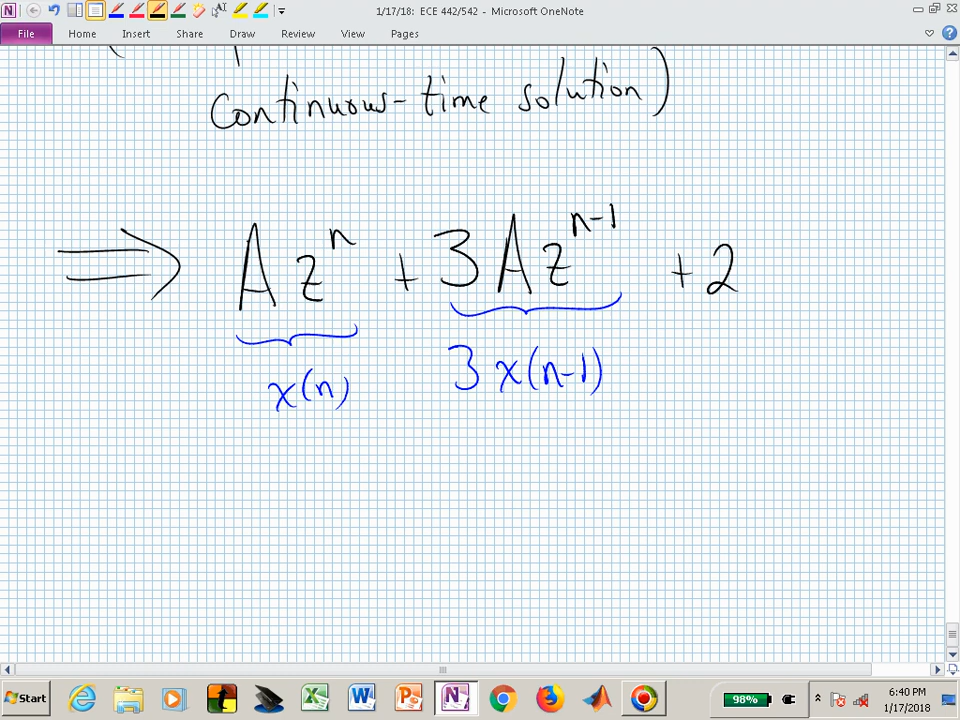 1/17/18: ECE 442/542 - Microsoft OneNote
File Home Insert Share Draw Review View Pages
continuous-time solution)
⇒ Az^n + 3Az^(n-1) + 2
x(n) 3x(n-1)
Start
98%
6:40 PM
1/17/2018